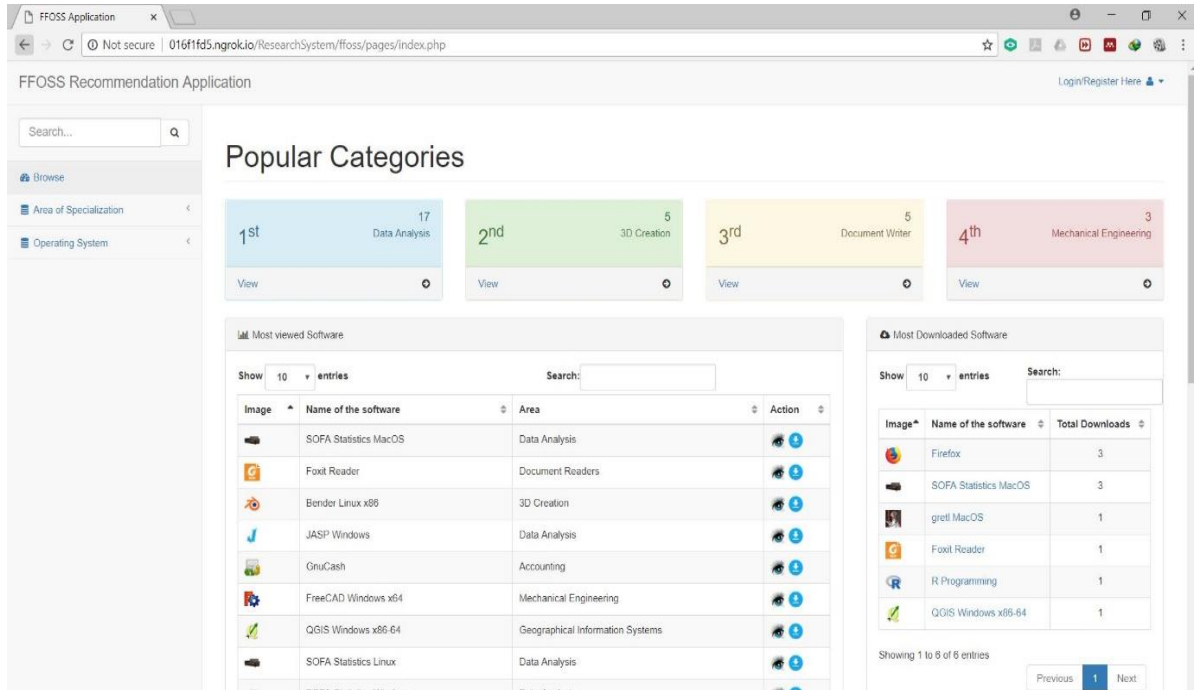 FFOSS Application
Not secure 016f1fd5.ngrok.io/ResearchSystem/ffoss/pages/index.php
FFOSS Recommendation Application
Login/Register Here
Search...
Browse
Area of Specialization
Operating System
Popular Categories
1st
17
Data Analysis
View
2nd
5
3D Creation
View
3rd
5
Document Writer
View
4th
3
Mechanical Engineering
View
Most viewed Software
Show 10 entries Search:
Image Name of the software Area Action
SOFA Statistics MacOS Data Analysis
Foxit Reader Document Readers
Bender Linux x86 3D Creation
JASP Windows Data Analysis
GnuCash Accounting
FreeCAD Windows x64 Mechanical Engineering
QGIS Windows x86-64 Geographical Information Systems
SOFA Statistics Linux Data Analysis
Most Downloaded Software
Show 10 entries Search:
Image Name of the software Total Downloads
Firefox 3
SOFA Statistics MacOS 3
gretl MacOS 1
Foxit Reader 1
R Programming 1
QGIS Windows x86-64 1
Showing 1 to 6 of 6 entries
Previous 1 Next